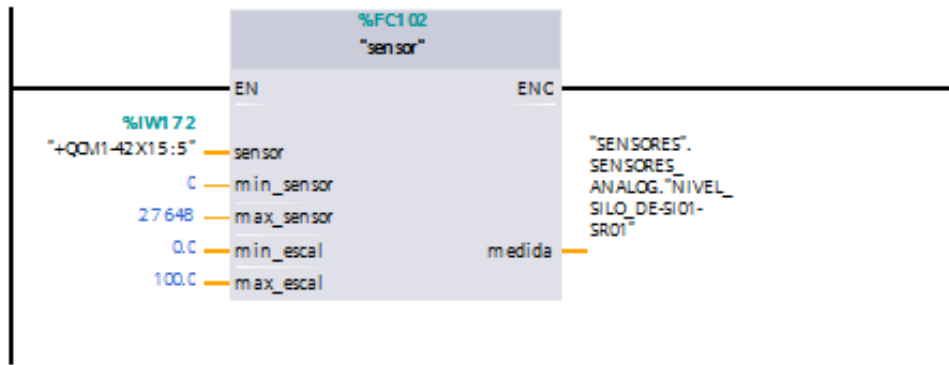 %FC102
"sensor"
EN ENO
%IW172
"+QCM1-42X15:5" sensor
0 min_sensor
27648 max_sensor
0.0 min_escal
100.0 max_escal
medida
"SENSORES".
SENSORES_
ANALOG."NIVEL_
SILO_DE-SI01-
SR01"